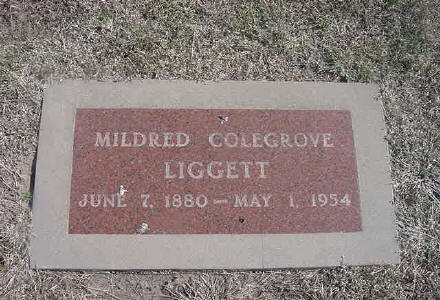 MILDRED COLEGROVE
LIGGETT
JUNE 7, 1880 — MAY 1, 1954